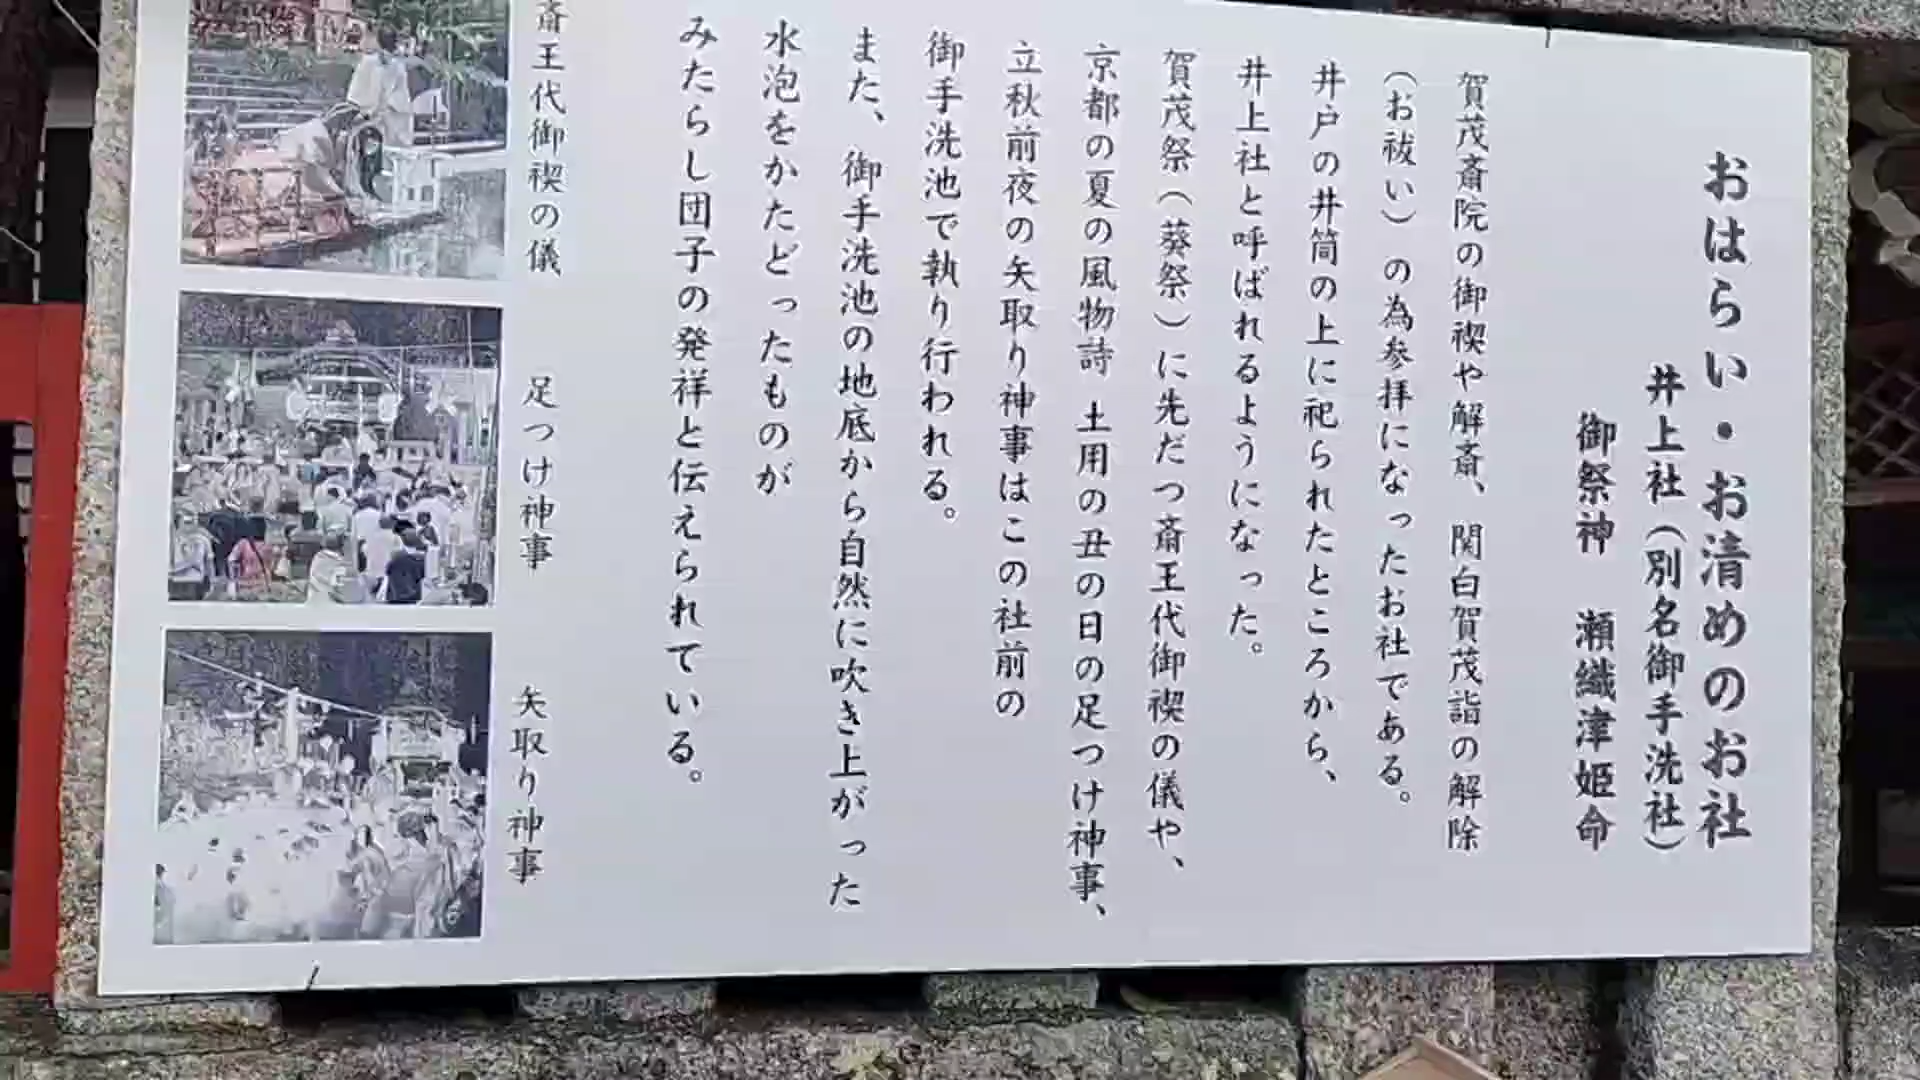 おはらい・お清めのお社
井上社（別名御手洗社）
御祭神　瀬織津姫命
賀茂斎院の御禊や解斎、関白賀茂詣の解除
（お祓い）の為参拝になったお社である。
井戸の井筒の上に祀られたところから、
井上社と呼ばれるようになった。
賀茂祭（葵祭）に先だつ斎王代御禊の儀や、
京都の夏の風物詩 土用の丑の日の足つけ神事、
立秋前夜の矢取り神事はこの社前の
御手洗池で執り行われる。
また、御手洗池の地底から自然に吹き上がった
水泡をかたどったものが
みたらし団子の発祥と伝えられている。
斎王代御禊の儀
足つけ神事
矢取り神事